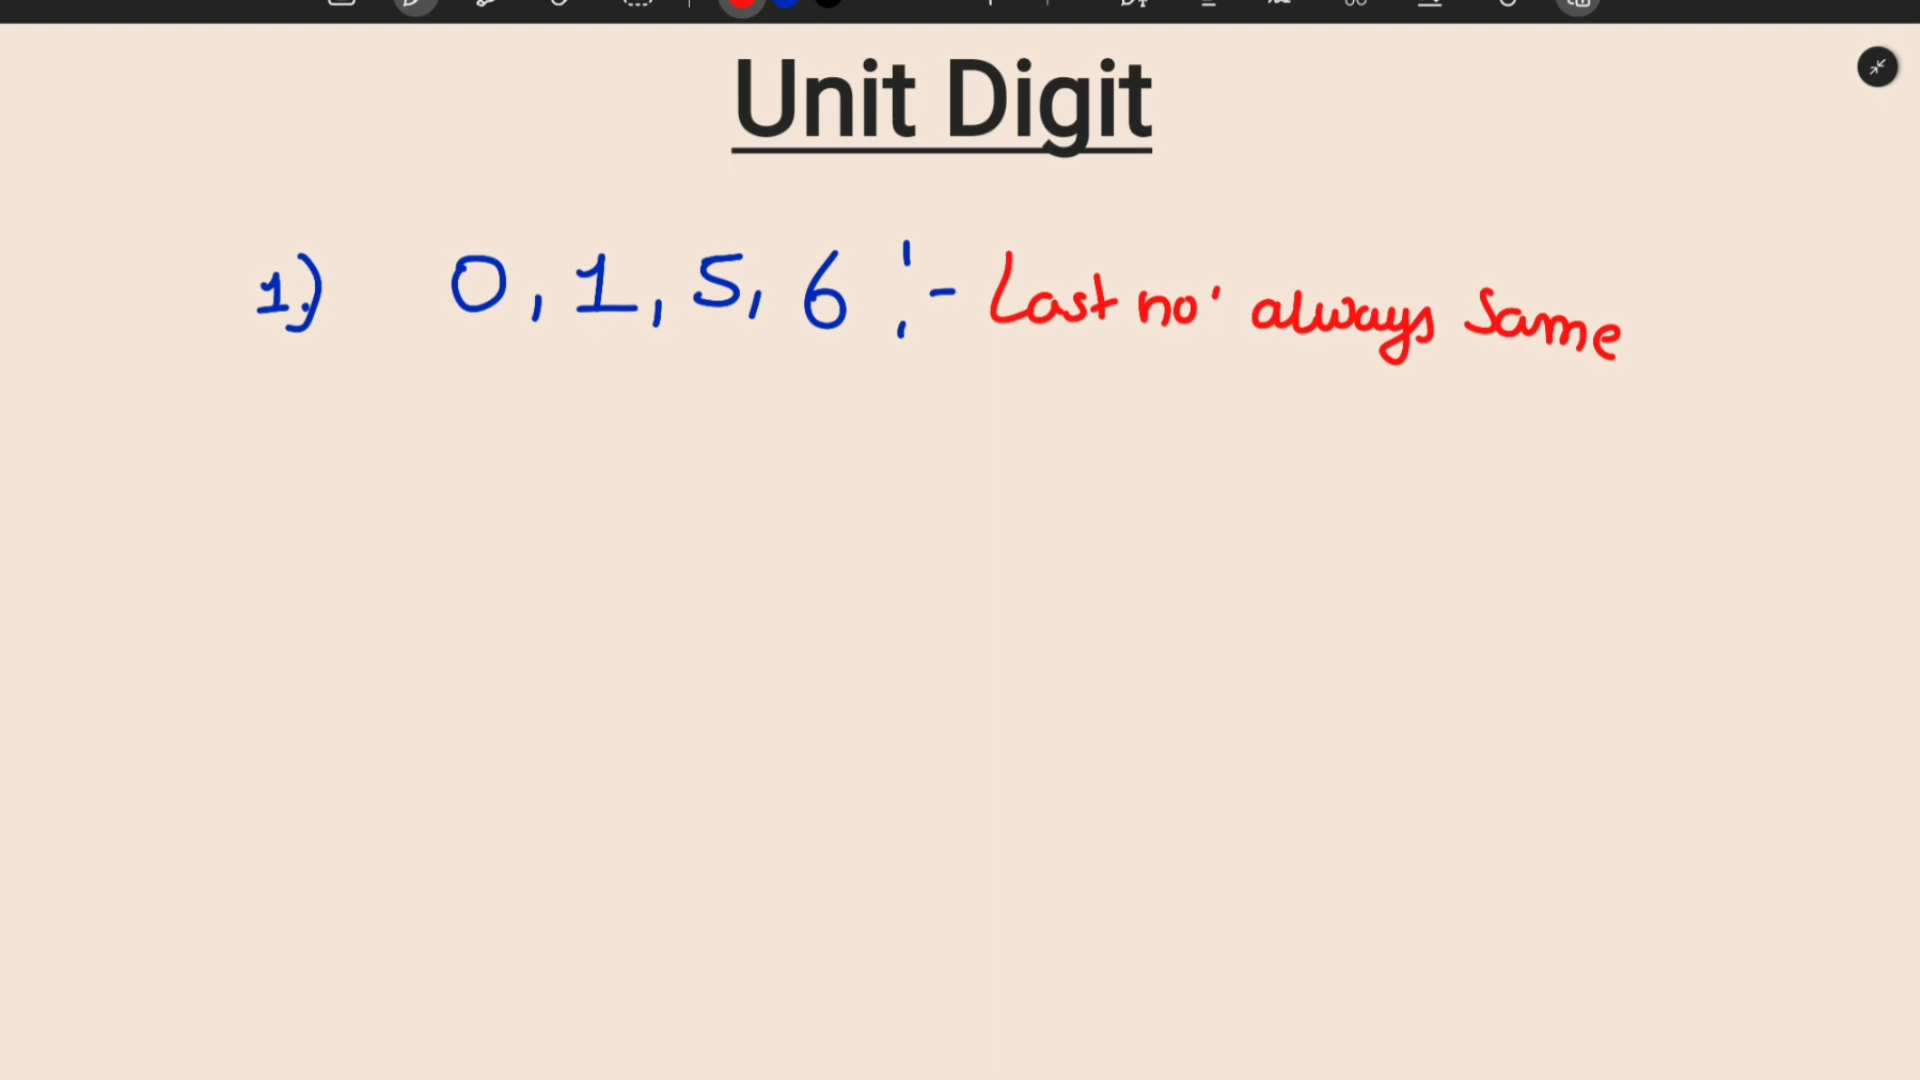 Unit Digit
1.) 0, 1, 5, 6 :- Last no. always Same